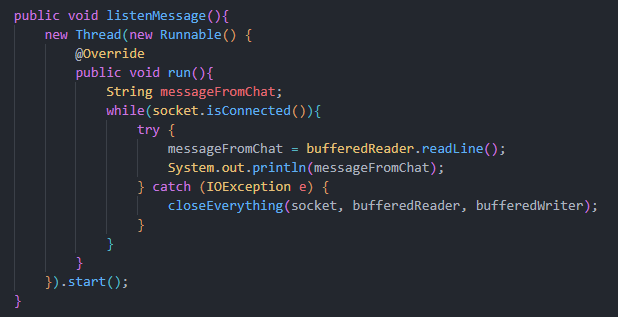 public void listenMessage(){
    new Thread(new Runnable() {
        @Override
        public void run(){
            String messageFromChat;
            while(socket.isConnected()){
                try {
                    messageFromChat = bufferedReader.readLine();
                    System.out.println(messageFromChat);
                } catch (IOException e) {
                    closeEverything(socket, bufferedReader, bufferedWriter);
                }
            }
        }
    }).start();
}